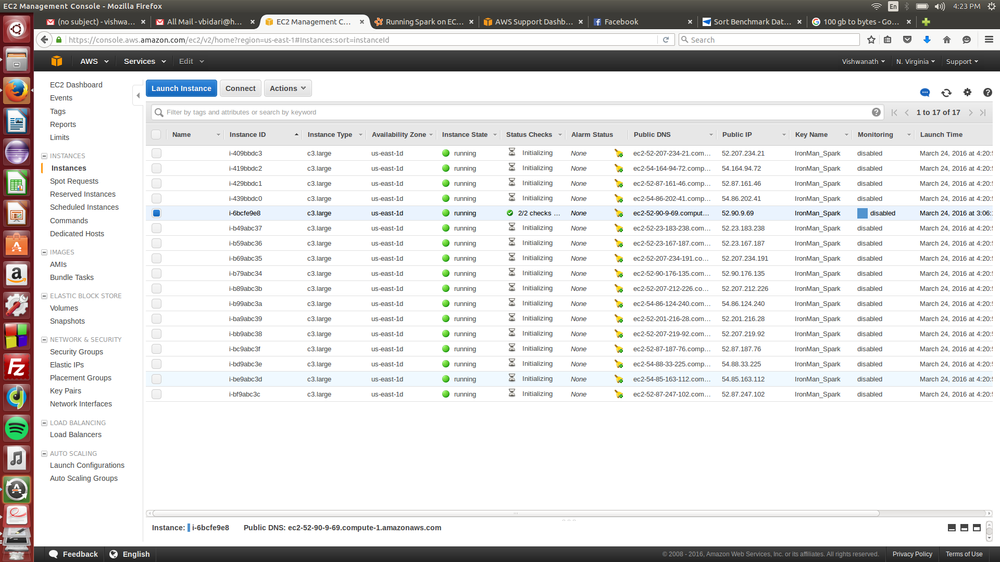 EC2 Management Console - Mozilla Firefox
En
4:23 PM
(no subject) - vishwa...
All Mail - vbidari@h...
EC2 Management C...
Running Spark on EC...
AWS Support Dashb...
Facebook
Sort Benchmark Dat...
100 gb to bytes - Go...
https://console.aws.amazon.com/ec2/v2/home?region=us-east-1#Instances:sort=instanceId
Search
AWS
Services
Edit
Vishwanath
N. Virginia
Support
EC2 Dashboard
Events
Tags
Reports
Limits
INSTANCES
Instances
Spot Requests
Reserved Instances
Scheduled Instances
Commands
Dedicated Hosts
IMAGES
AMIs
Bundle Tasks
ELASTIC BLOCK STORE
Volumes
Snapshots
NETWORK & SECURITY
Security Groups
Elastic IPs
Placement Groups
Key Pairs
Network Interfaces
LOAD BALANCING
Load Balancers
AUTO SCALING
Launch Configurations
Auto Scaling Groups
Launch Instance
Connect
Actions
Filter by tags and attributes or search by keyword
1 to 17 of 17
Name Instance ID Instance Type Availability Zone Instance State Status Checks Alarm Status Public DNS Public IP Key Name Monitoring Launch Time
i-409bbdc3 c3.large us-east-1d running Initializing None ec2-52-207-234-21.com... 52.207.234.21 IronMan_Spark disabled March 24, 2016 at 4:20:5
i-419bbdc2 c3.large us-east-1d running Initializing None ec2-54-164-94-72.comp... 54.164.94.72 IronMan_Spark disabled March 24, 2016 at 4:20:5
i-429bbdc1 c3.large us-east-1d running Initializing None ec2-52-87-161-46.comp... 52.87.161.46 IronMan_Spark disabled March 24, 2016 at 4:20:5
i-439bbdc0 c3.large us-east-1d running Initializing None ec2-54-86-202-41.comp... 54.86.202.41 IronMan_Spark disabled March 24, 2016 at 4:20:5
i-6bcfe9e8 c3.large us-east-1d running 2/2 checks ... None ec2-52-90-9-69.comput... 52.90.9.69 IronMan_Spark disabled March 24, 2016 at 3:06:
i-b49abc37 c3.large us-east-1d running Initializing None ec2-52-23-183-238.com... 52.23.183.238 IronMan_Spark disabled March 24, 2016 at 4:20:5
i-b59abc36 c3.large us-east-1d running Initializing None ec2-52-23-167-187.com... 52.23.167.187 IronMan_Spark disabled March 24, 2016 at 4:20:5
i-b69abc35 c3.large us-east-1d running Initializing None ec2-52-207-234-191.co... 52.207.234.191 IronMan_Spark disabled March 24, 2016 at 4:20:5
i-b79abc34 c3.large us-east-1d running Initializing None ec2-52-90-176-135.com... 52.90.176.135 IronMan_Spark disabled March 24, 2016 at 4:20:5
i-b89abc3b c3.large us-east-1d running Initializing None ec2-52-207-212-226.co... 52.207.212.226 IronMan_Spark disabled March 24, 2016 at 4:20:5
i-b99abc3a c3.large us-east-1d running Initializing None ec2-54-86-124-240.com... 54.86.124.240 IronMan_Spark disabled March 24, 2016 at 4:20:5
i-ba9abc39 c3.large us-east-1d running Initializing None ec2-52-201-216-28.com... 52.201.216.28 IronMan_Spark disabled March 24, 2016 at 4:20:5
i-bb9abc38 c3.large us-east-1d running Initializing None ec2-52-207-219-92.com... 52.207.219.92 IronMan_Spark disabled March 24, 2016 at 4:20:5
i-bc9abc3f c3.large us-east-1d running Initializing None ec2-52-87-187-76.comp... 52.87.187.76 IronMan_Spark disabled March 24, 2016 at 4:20:5
i-bd9abc3e c3.large us-east-1d running Initializing None ec2-54-88-33-225.comp... 54.88.33.225 IronMan_Spark disabled March 24, 2016 at 4:20:5
i-be9abc3d c3.large us-east-1d running Initializing None ec2-54-85-163-112.com... 54.85.163.112 IronMan_Spark disabled March 24, 2016 at 4:20:5
i-bf9abc3c c3.large us-east-1d running Initializing None ec2-52-87-247-102.com... 52.87.247.102 IronMan_Spark disabled March 24, 2016 at 4:20:5
Instance: i-6bcfe9e8 Public DNS: ec2-52-90-9-69.compute-1.amazonaws.com
Feedback
English
© 2008 - 2016, Amazon Web Services, Inc. or its affiliates. All rights reserved.
Privacy Policy
Terms of Use